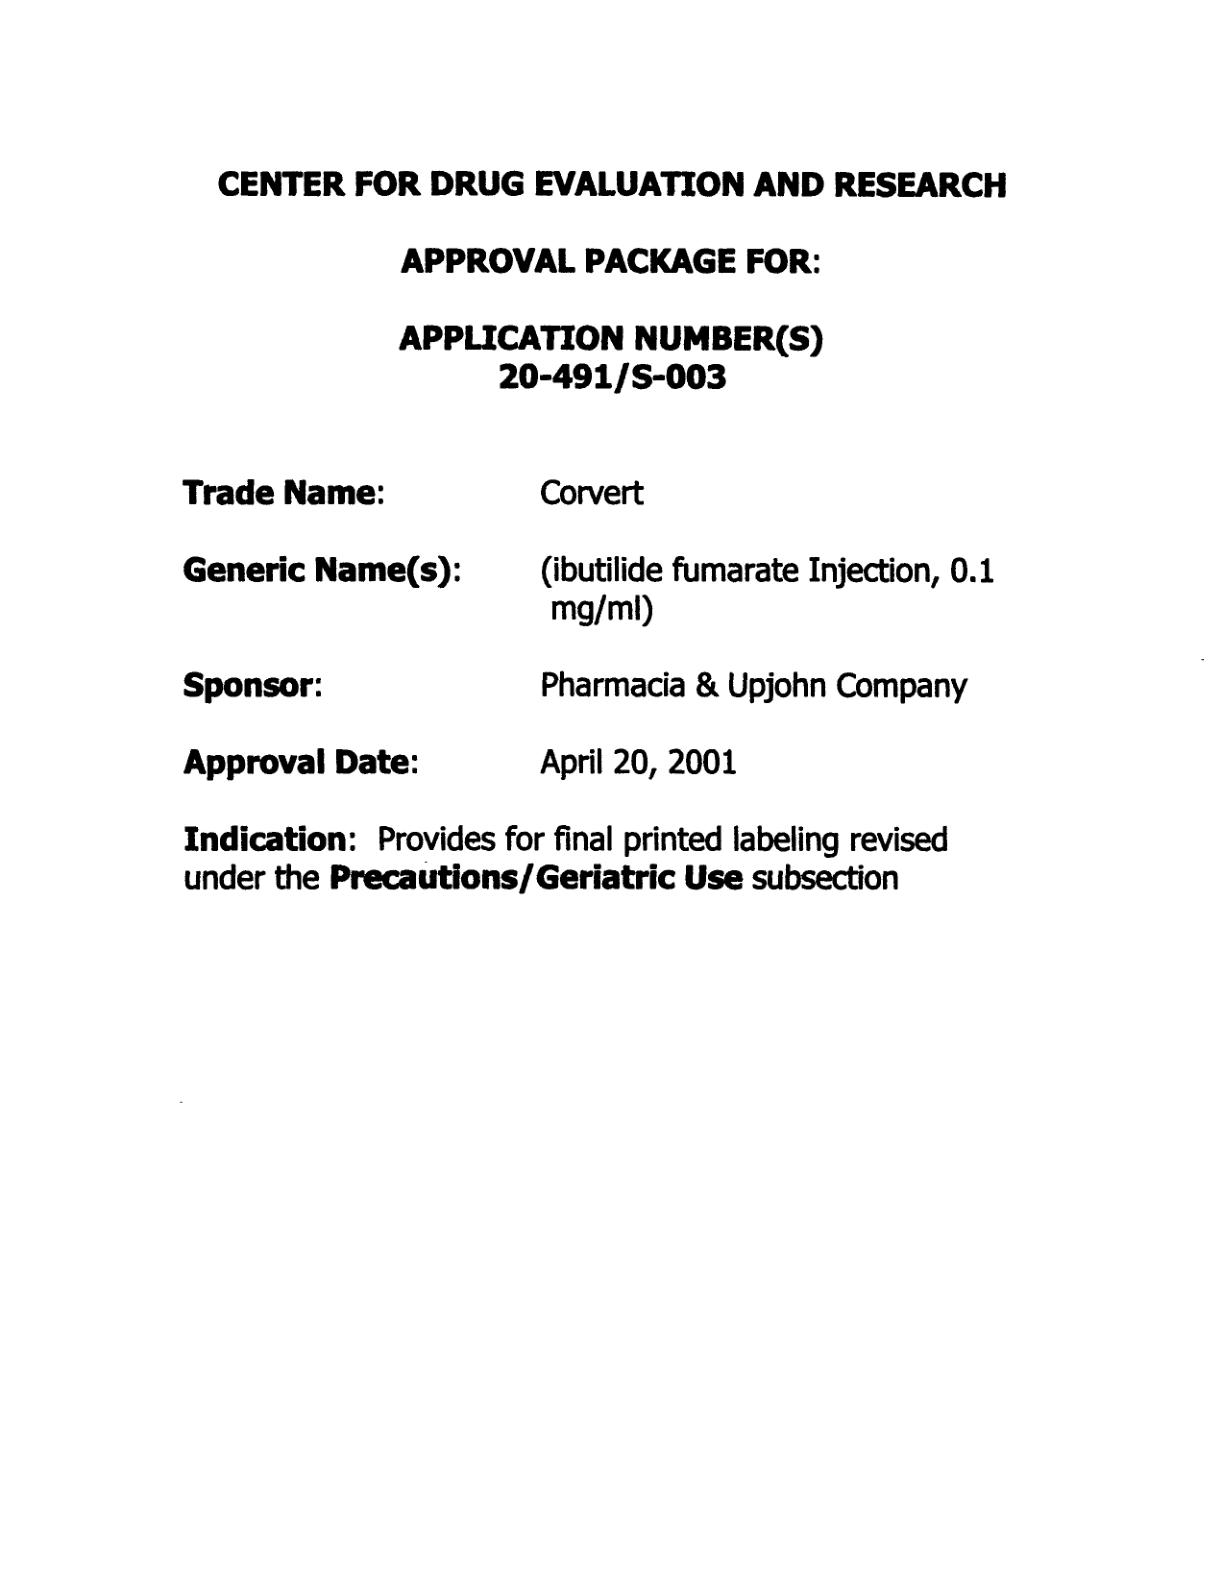 CENTER FOR DRUG EVALUATION AND RESEARCH
APPROVAL PACKAGE FOR:
APPLICATION NUMBER(S)
20-491/S-003
Trade Name: Corvert
Generic Name(s): (ibutilide fumarate Injection, 0.1
mg/ml)
Sponsor: Pharmacia & Upjohn Company
Approval Date: April 20, 2001
Indication: Provides for final printed labeling revised
under the Precautions/Geriatric Use subsection